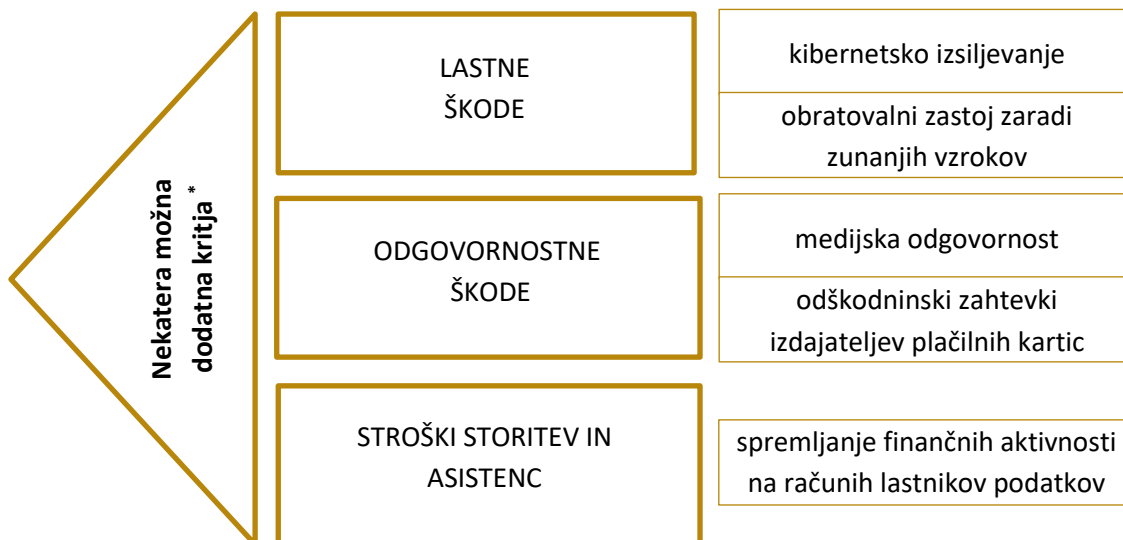 Nekatera možna
dodatna kritja*
LASTNE
ŠKODE
kibernetsko izsiljevanje
obratovalni zastoj zaradi
zunanjih vzrokov
ODGOVORNOSTNE
ŠKODE
medijska odgovornost
odškodninski zahtevki
izdajateljev plačilnih kartic
STROŠKI STORITEV IN
ASISTENC
spremljanje finančnih aktivnosti
na računih lastnikov podatkov